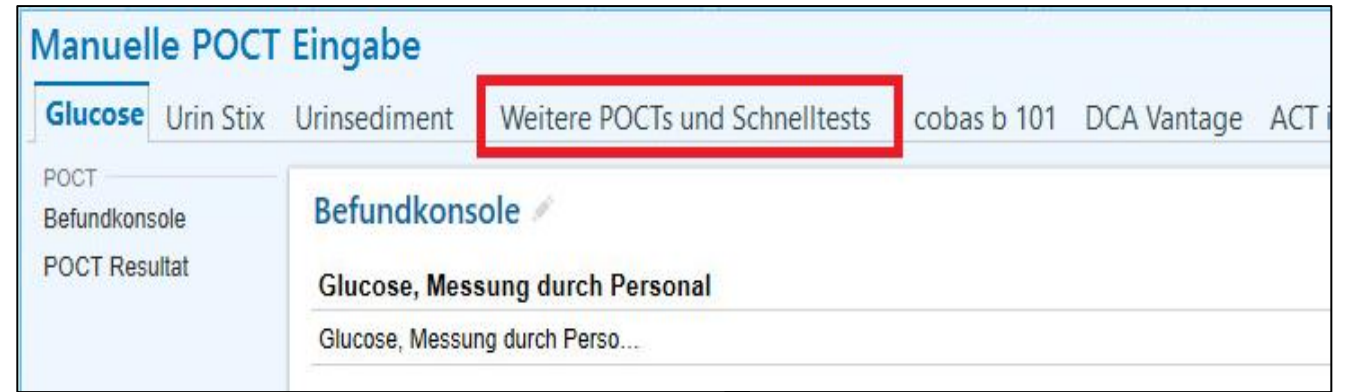 Manuelle POCT Eingabe
Glucose Urin Stix Urinsediment Weitere POCTs und Schnelltests cobas b 101 DCA Vantage ACT i
POCT
Befundkonsole
POCT Resultat
Befundkonsole
Glucose, Messung durch Personal
Glucose, Messung durch Perso...